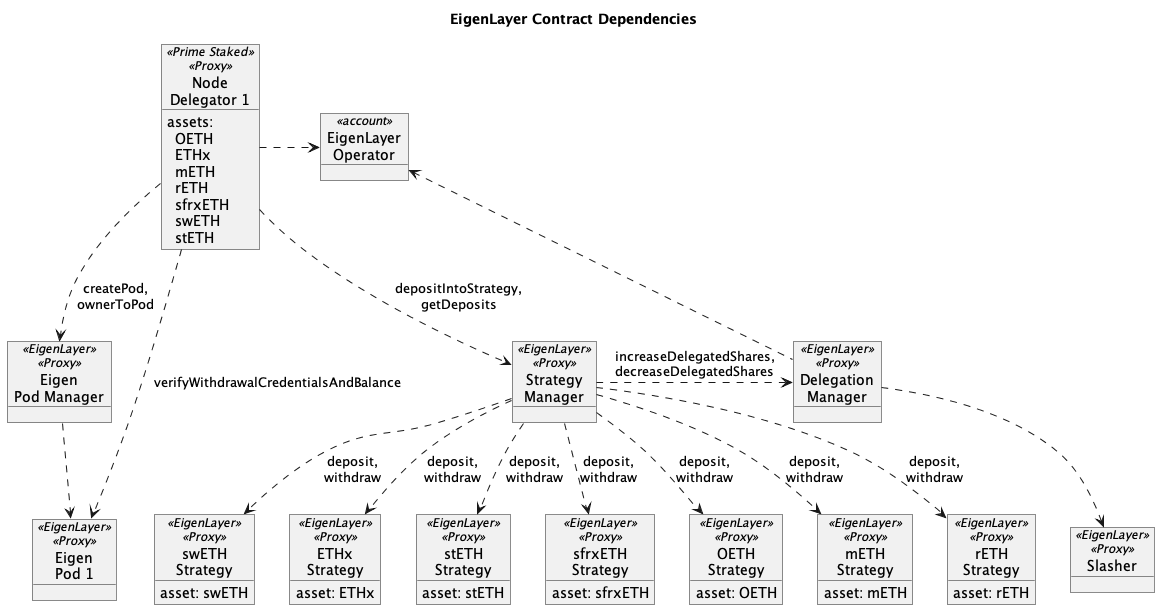 EigenLayer Contract Dependencies
«Prime Staked»
«Proxy»
Node
Delegator 1
assets:
OETH
ETHx
mETH
rETH
sfrxETH
swETH
stETH
«account»
EigenLayer
Operator
createPod,
ownerToPod
depositIntoStrategy,
getDeposits
«EigenLayer»
«Proxy»
Eigen
Pod Manager
verifyWithdrawalCredentialsAndBalance
«EigenLayer»
«Proxy»
Strategy
Manager
increaseDelegatedShares,
decreaseDelegatedShares
«EigenLayer»
«Proxy»
Delegation
Manager
deposit,
withdraw
deposit,
withdraw
deposit,
withdraw
deposit,
withdraw
deposit,
withdraw
deposit,
withdraw
deposit,
withdraw
«EigenLayer»
«Proxy»
Eigen
Pod 1
«EigenLayer»
«Proxy»
swETH
Strategy
asset: swETH
«EigenLayer»
«Proxy»
ETHx
Strategy
asset: ETHx
«EigenLayer»
«Proxy»
stETH
Strategy
asset: stETH
«EigenLayer»
«Proxy»
sfrxETH
Strategy
asset: sfrxETH
«EigenLayer»
«Proxy»
OETH
Strategy
asset: OETH
«EigenLayer»
«Proxy»
mETH
Strategy
asset: mETH
«EigenLayer»
«Proxy»
rETH
Strategy
asset: rETH
«EigenLayer»
«Proxy»
Slasher